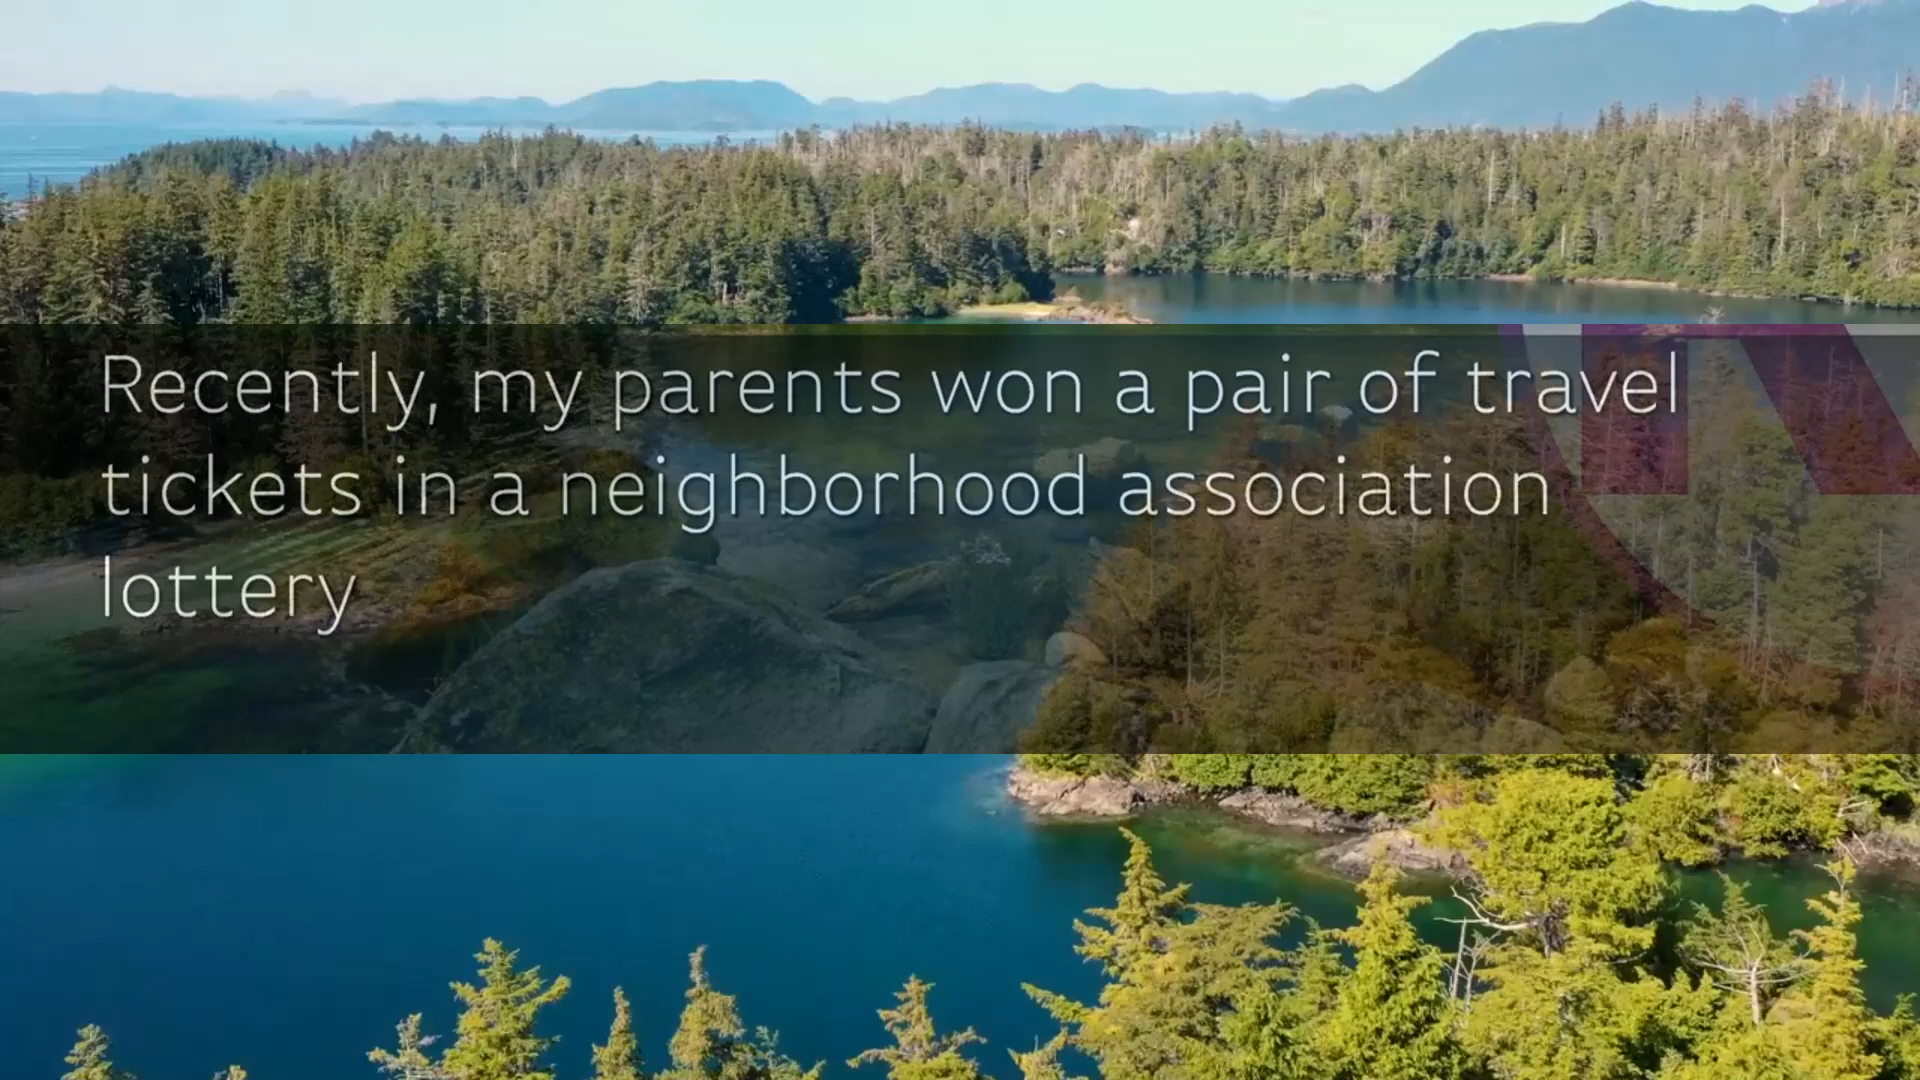 Recently, my parents won a pair of travel
tickets in a neighborhood association
lottery